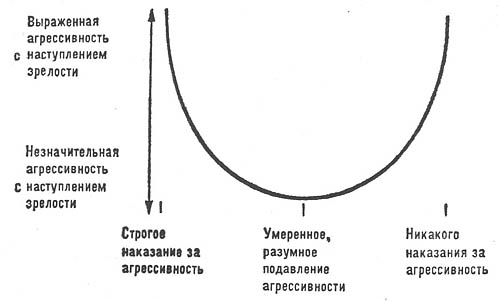 Выраженная
агрессивность
с наступлением
зрелости
Незначительная
агрессивность
с наступлением
зрелости
Строгое
наказание за
агрессивность
Умеренное,
разумное
подавление
агрессивности
Никакого
наказания за
агрессивность